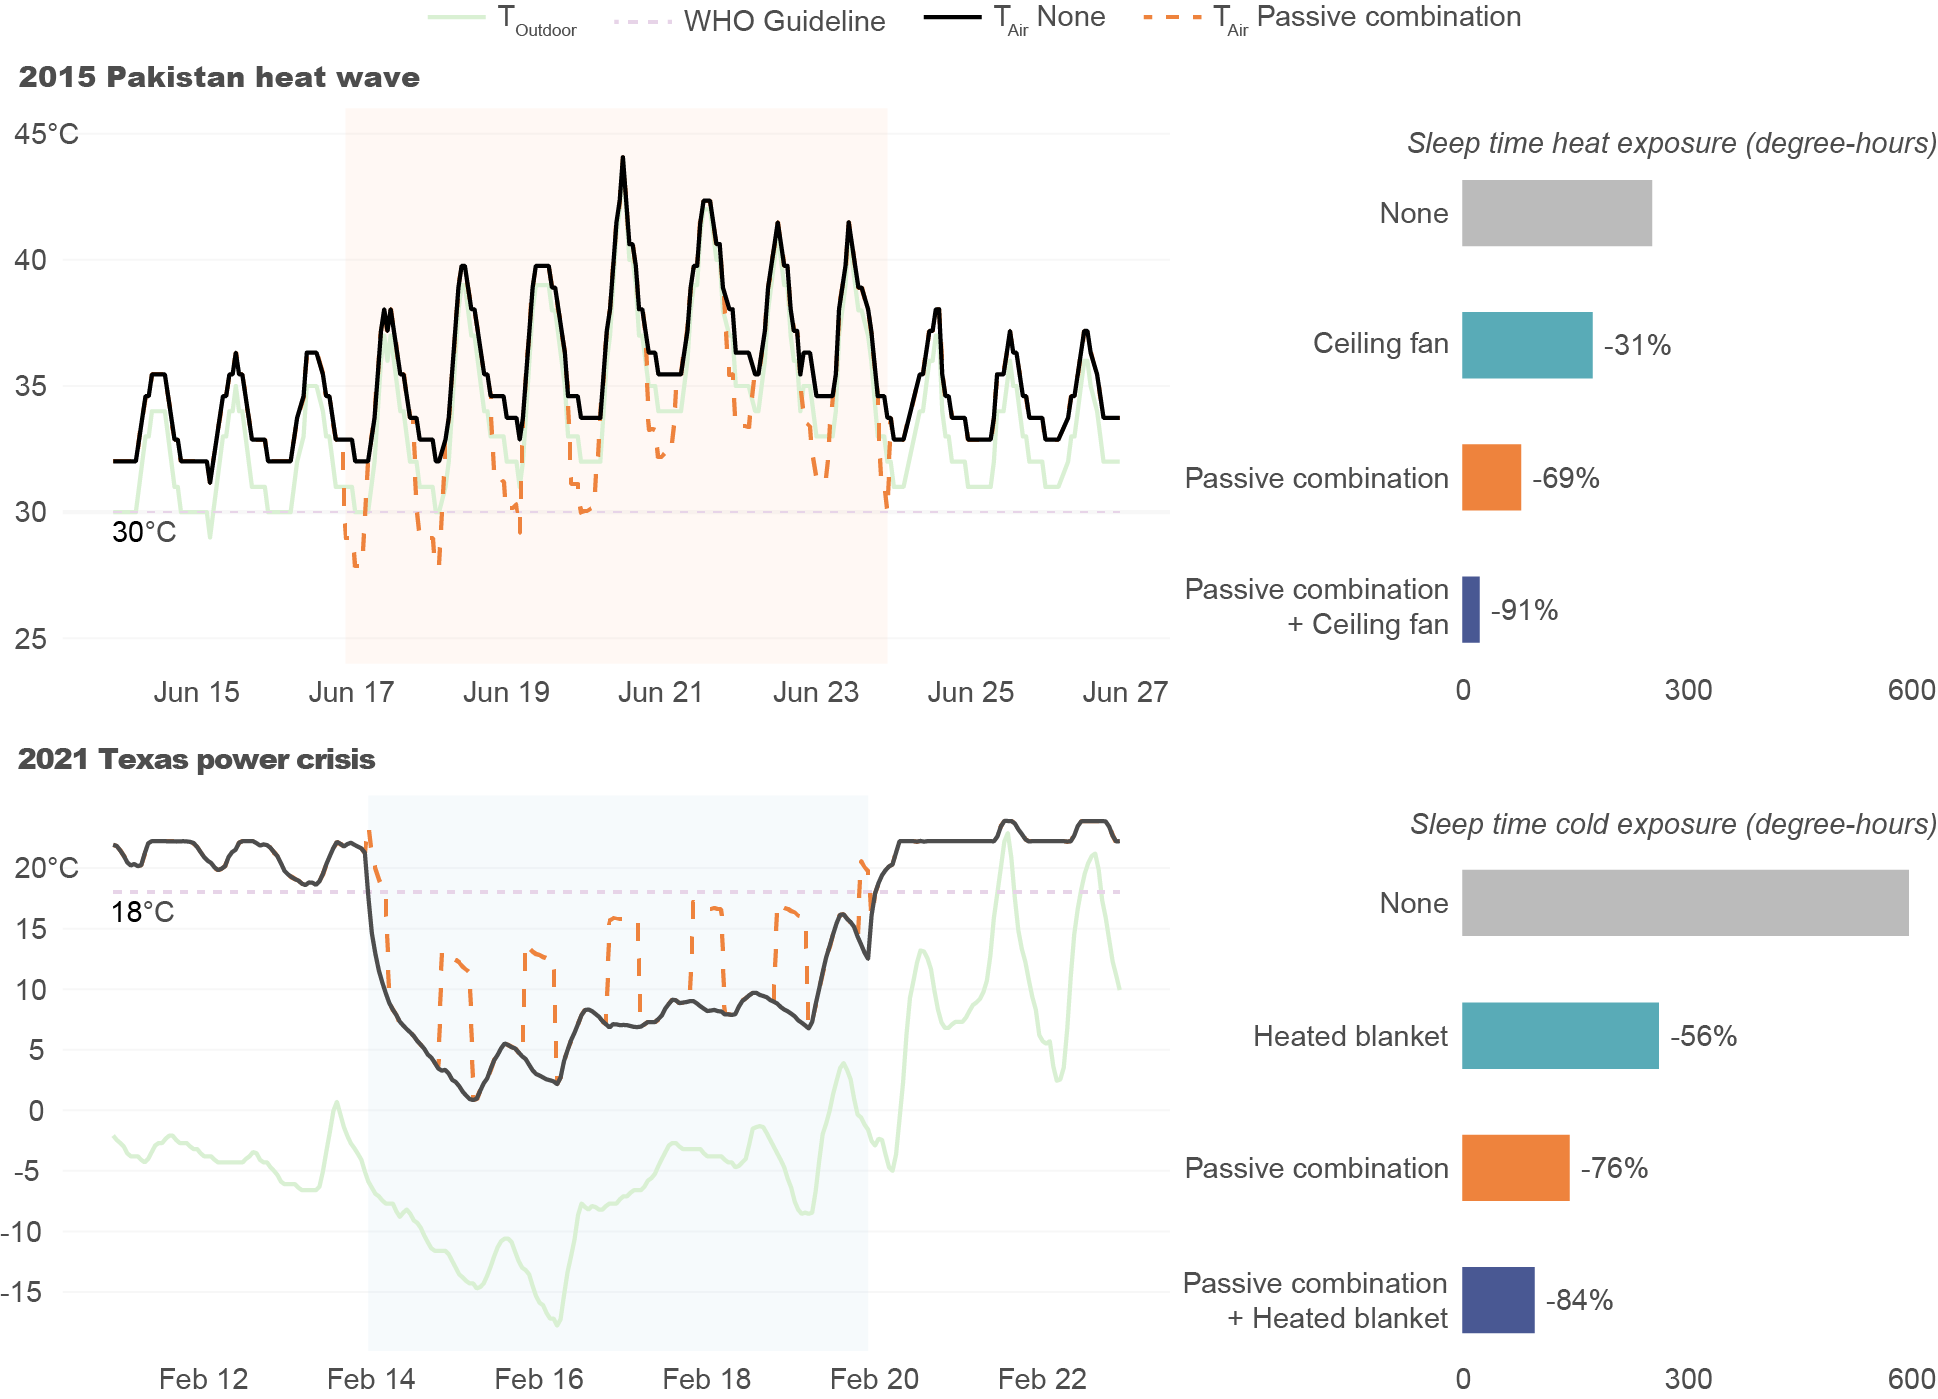 T Outdoor WHO Guideline T Air None T Air Passive combination
2015 Pakistan heat wave
45°C
40
35
30
30°C
25
Jun 15 Jun 17 Jun 19 Jun 21 Jun 23 Jun 25 Jun 27
Sleep time heat exposure (degree-hours)
None
Ceiling fan -31%
Passive combination -69%
Passive combination
+ Ceiling fan -91%
0 300 600
2021 Texas power crisis
20°C
18°C
15
10
5
0
-5
-10
-15
Feb 12 Feb 14 Feb 16 Feb 18 Feb 20 Feb 22
Sleep time cold exposure (degree-hours)
None
Heated blanket -56%
Passive combination -76%
Passive combination
+ Heated blanket -84%
0 300 600